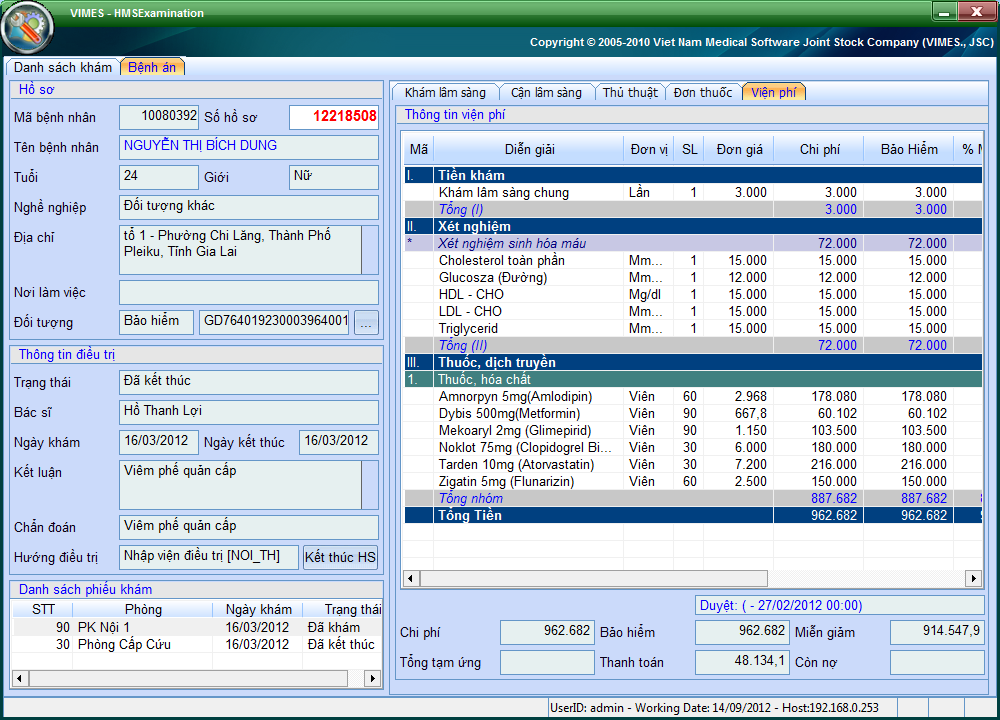 VIMES - HMSExamination
Copyright © 2005-2010 Viet Nam Medical Software Joint Stock Company (VIMES., JSC)
Danh sách khám Bệnh án
Hồ sơ
Mã bệnh nhân 10080392 Số hồ sơ 12218508
Tên bệnh nhân NGUYỄN THỊ BÍCH DUNG
Tuổi 24 Giới Nữ
Nghề nghiệp Đối tượng khác
Địa chỉ tổ 1 - Phường Chi Lăng, Thành Phố
Pleiku, Tỉnh Gia Lai
Nơi làm việc
Đối tượng Bảo hiểm GD764019230003964001 ...
Thông tin điều trị
Trạng thái Đã kết thúc
Bác sĩ Hồ Thanh Lợi
Ngày khám 16/03/2012 Ngày kết thúc 16/03/2012
Kết luận Viêm phế quản cấp
Chẩn đoán Viêm phế quản cấp
Hướng điều trị Nhập viện điều trị [NOI_TH] Kết thúc HS
Danh sách phiếu khám
STT Phòng Ngày khám Trạng thái
90 PK Nội 1 16/03/2012 Đã khám
30 Phòng Cấp Cứu 16/03/2012 Đã kết thúc
Khám lâm sàng Cận lâm sàng Thủ thuật Đơn thuốc Viện phí
Thông tin viện phí
Mã Diễn giải Đơn vị SL Đơn giá Chi phí Bảo Hiểm %
I. Tiền khám
Khám lâm sàng chung Lần 1 3.000 3.000 3.000
Tổng (I) 3.000 3.000
II. Xét nghiệm
* Xét nghiệm sinh hóa máu 72.000 72.000
Cholesterol toàn phần Mm... 1 15.000 15.000 15.000
Glucosza (Đường) Mm... 1 12.000 12.000 12.000
HDL - CHO Mg/dl 1 15.000 15.000 15.000
LDL - CHO Mm... 1 15.000 15.000 15.000
Triglycerid Mm... 1 15.000 15.000 15.000
Tổng (II) 72.000 72.000
III. Thuốc, dịch truyền
1. Thuốc, hóa chất
Amnorpyn 5mg(Amlodipin) Viên 60 2.968 178.080 178.080
Dybis 500mg(Metformin) Viên 90 667,8 60.102 60.102
Mekoaryl 2mg (Glimepirid) Viên 90 1.150 103.500 103.500
Noklot 75mg (Clopidogrel Bi... Viên 30 6.000 180.000 180.000
Tarden 10mg (Atorvastatin) Viên 30 7.200 216.000 216.000
Zigatin 5mg (Flunarizin) Viên 60 2.500 150.000 150.000
Tổng nhóm 887.682 887.682
Tổng Tiền 962.682 962.682
Duyệt: ( - 27/02/2012 00:00)
Chi phí 962.682 Bảo hiểm 962.682 Miễn giảm 914.547,9
Tổng tạm ứng Thanh toán 48.134,1 Còn nợ
UserID: admin - Working Date: 14/09/2012 - Host:192.168.0.253